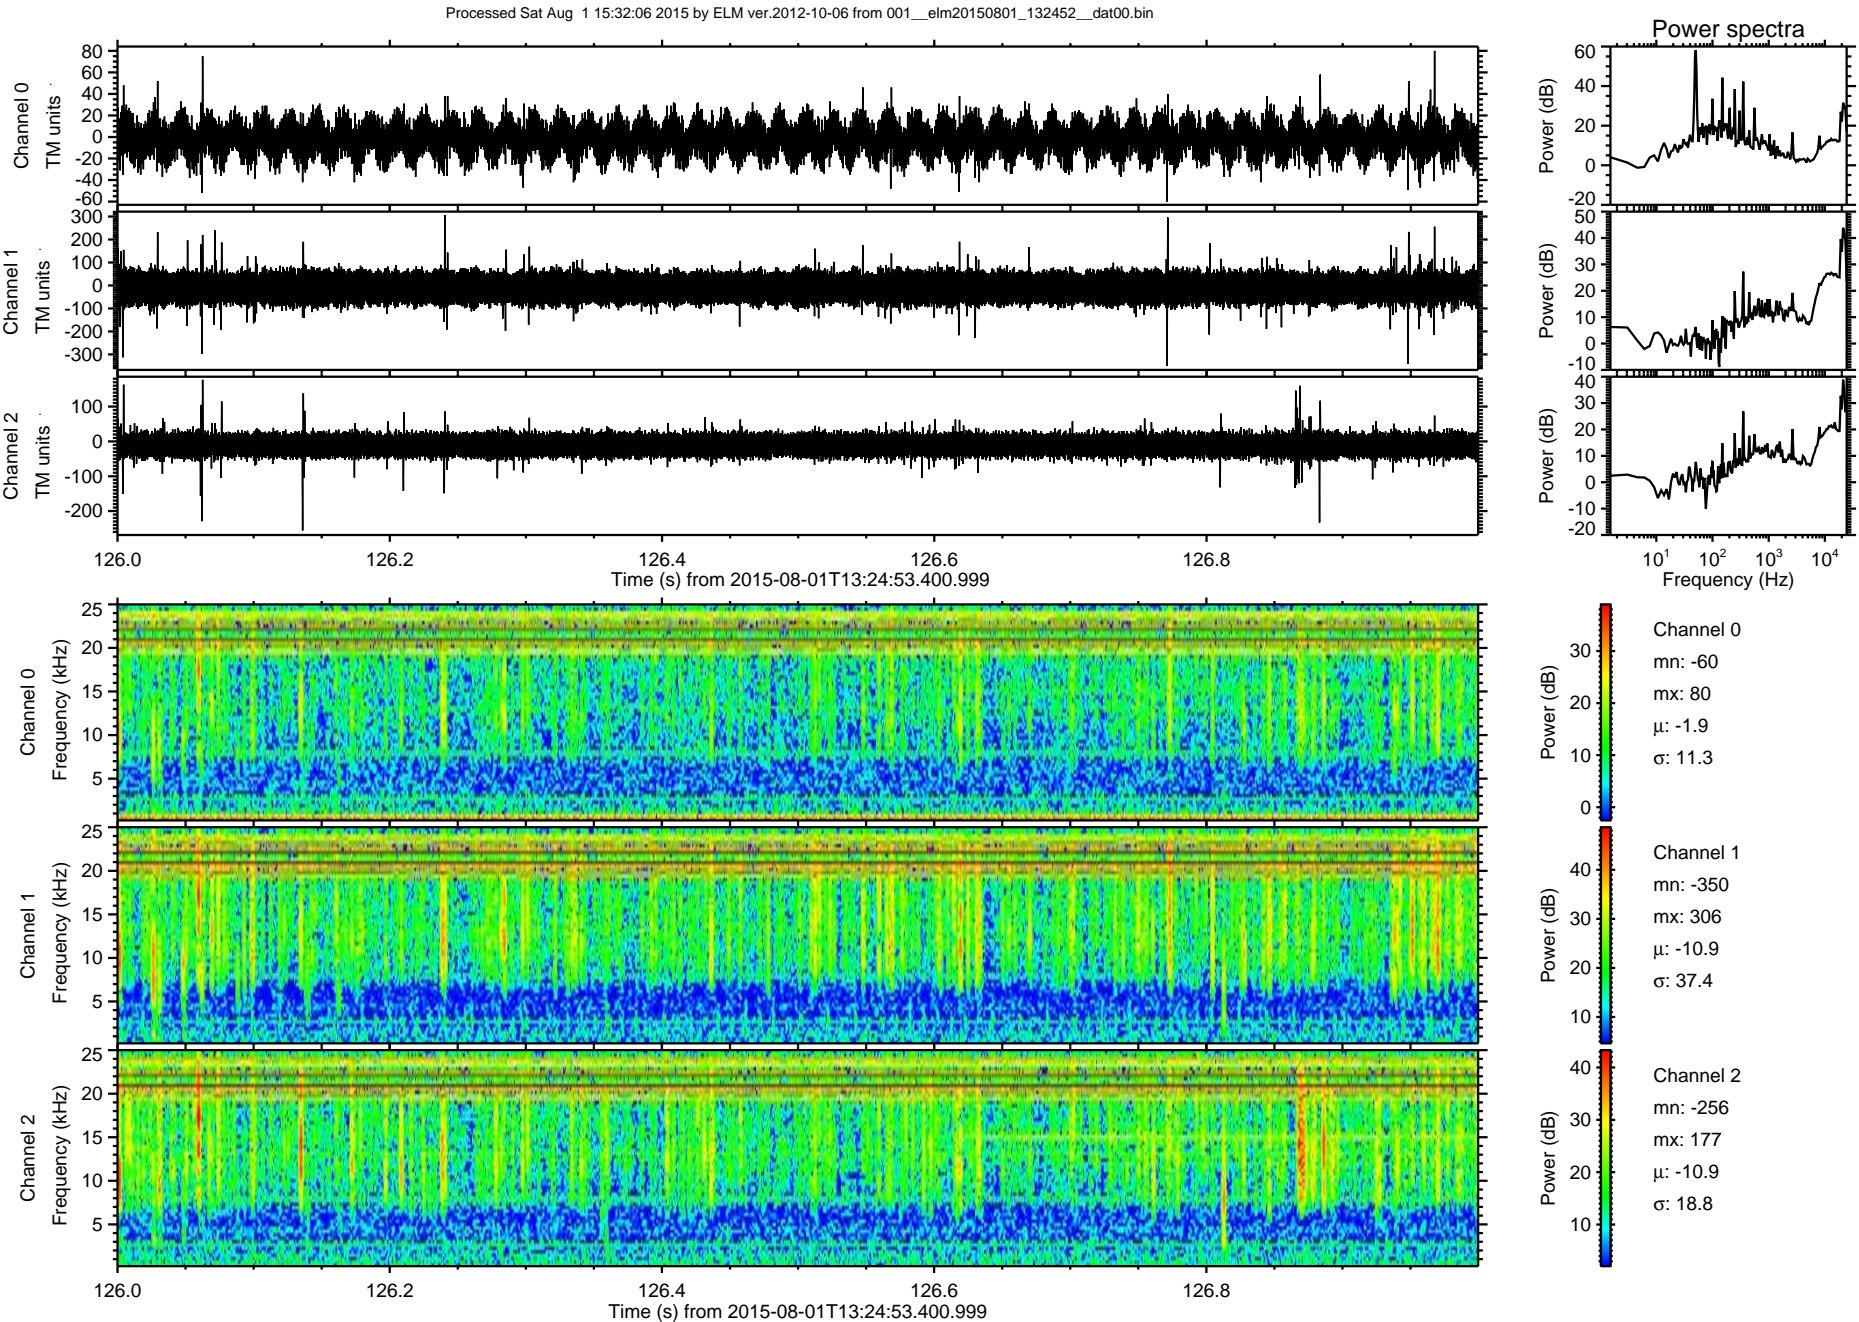 Processed Sat Aug 1 15:32:06 2015 by ELM ver.2012-10-06 from 001__elm20150801_132452__dat00.bin
Power spectra
Channel 0
TM units
80
60
40
20
0
-20
-40
-60
Power (dB)
60
40
20
0
-20
Channel 1
TM units
300
200
100
0
-100
-200
-300
Power (dB)
50
40
30
20
10
0
-10
Channel 2
TM units
100
0
-100
-200
Power (dB)
40
30
20
10
0
-10
-20
126.0 126.2 126.4 126.6 126.8
Time (s) from 2015-08-01T13:24:53.400.999
10^1 10^2 10^3 10^4
Frequency (Hz)
Channel 0
Frequency (kHz)
25
20
15
10
5
Power (dB)
30
20
10
0
Channel 0
mn: -60
mx: 80
μ: -1.9
σ: 11.3
Channel 1
Frequency (kHz)
25
20
15
10
5
Power (dB)
40
30
20
10
Channel 1
mn: -350
mx: 306
μ: -10.9
σ: 37.4
Channel 2
Frequency (kHz)
25
20
15
10
5
Power (dB)
40
30
20
10
Channel 2
mn: -256
mx: 177
μ: -10.9
σ: 18.8
126.0 126.2 126.4 126.6 126.8
Time (s) from 2015-08-01T13:24:53.400.999